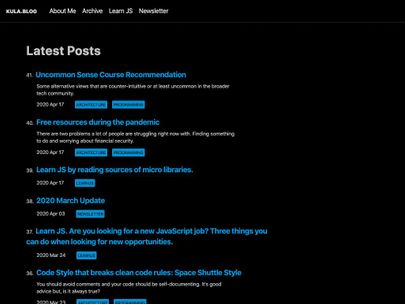 KULA.BLOG About Me Archive Learn JS Newsletter
Latest Posts
41. Uncommon Sense Course Recommendation
Some alternative views that are counter-intuitive or at least uncommon in the broader
tech community.
2020 Apr 17 ARCHITECTURE PROGRAMMING
40. Free resources during the pandemic
There are two problems a lot of people are struggling right now with. Finding something
to do and worrying about financial security.
2020 Apr 17 ARCHITECTURE PROGRAMMING
39. Learn JS by reading sources of micro libraries.
2020 Apr 17 LEARNJS
38. 2020 March Update
2020 Apr 03 NEWSLETTER
37. Learn JS. Are you looking for a new JavaScript job? Three things you
can do when looking for new opportunities.
2020 Mar 24 LEARNJS
36. Code Style that breaks clean code rules: Space Shuttle Style
You should avoid comments and your code should be self-documenting. It's good
advice but, is it always true?
2020 Mar 23 ARCHITECTURE PROGRAMMING